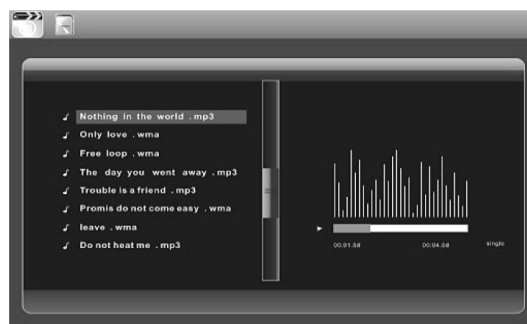 Nothing in the world .mp3
Only love .wma
Free loop .wma
The day you went away .mp3
Trouble is a friend .mp3
Promis do not come easy .wma
leave .wma
Do not heat me .mp3
00:01.50
00:04.50
single